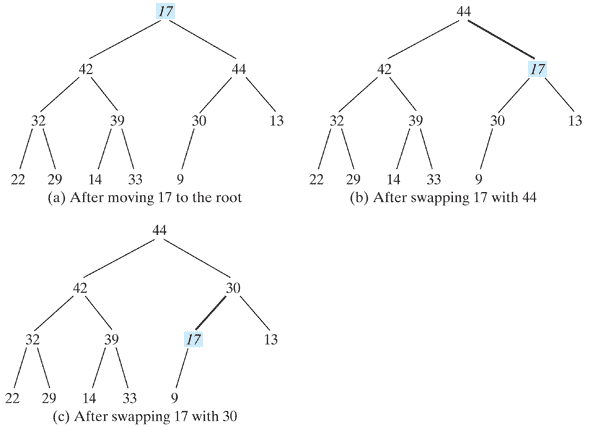 17
42 44
32 39 30 13
22 29 14 33 9
(a) After moving 17 to the root
44
42 17
32 39 30 13
22 29 14 33 9
(b) After swapping 17 with 44
44
42 30
32 39 17 13
22 29 14 33 9
(c) After swapping 17 with 30